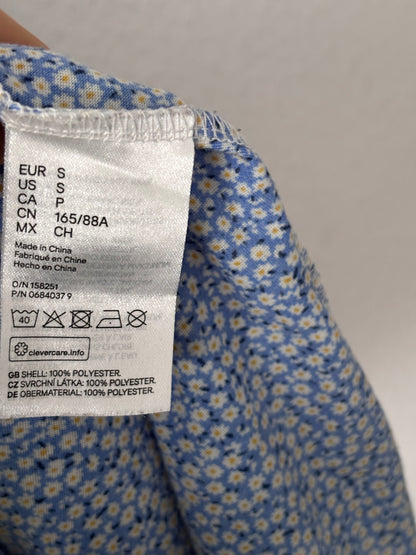 EUR S
US S
CA P
CN 165/88A
MX CH
Made in China
Fabriqué en Chine
Hecho en China
O/N 158251
P/N 0684037 9
40
clevercare.info
GB SHELL: 100% POLYESTER.
CZ SVRCHNÍ LÁTKA: 100% POLYESTER.
DE OBERMATERIAL: 100% POLYESTER.